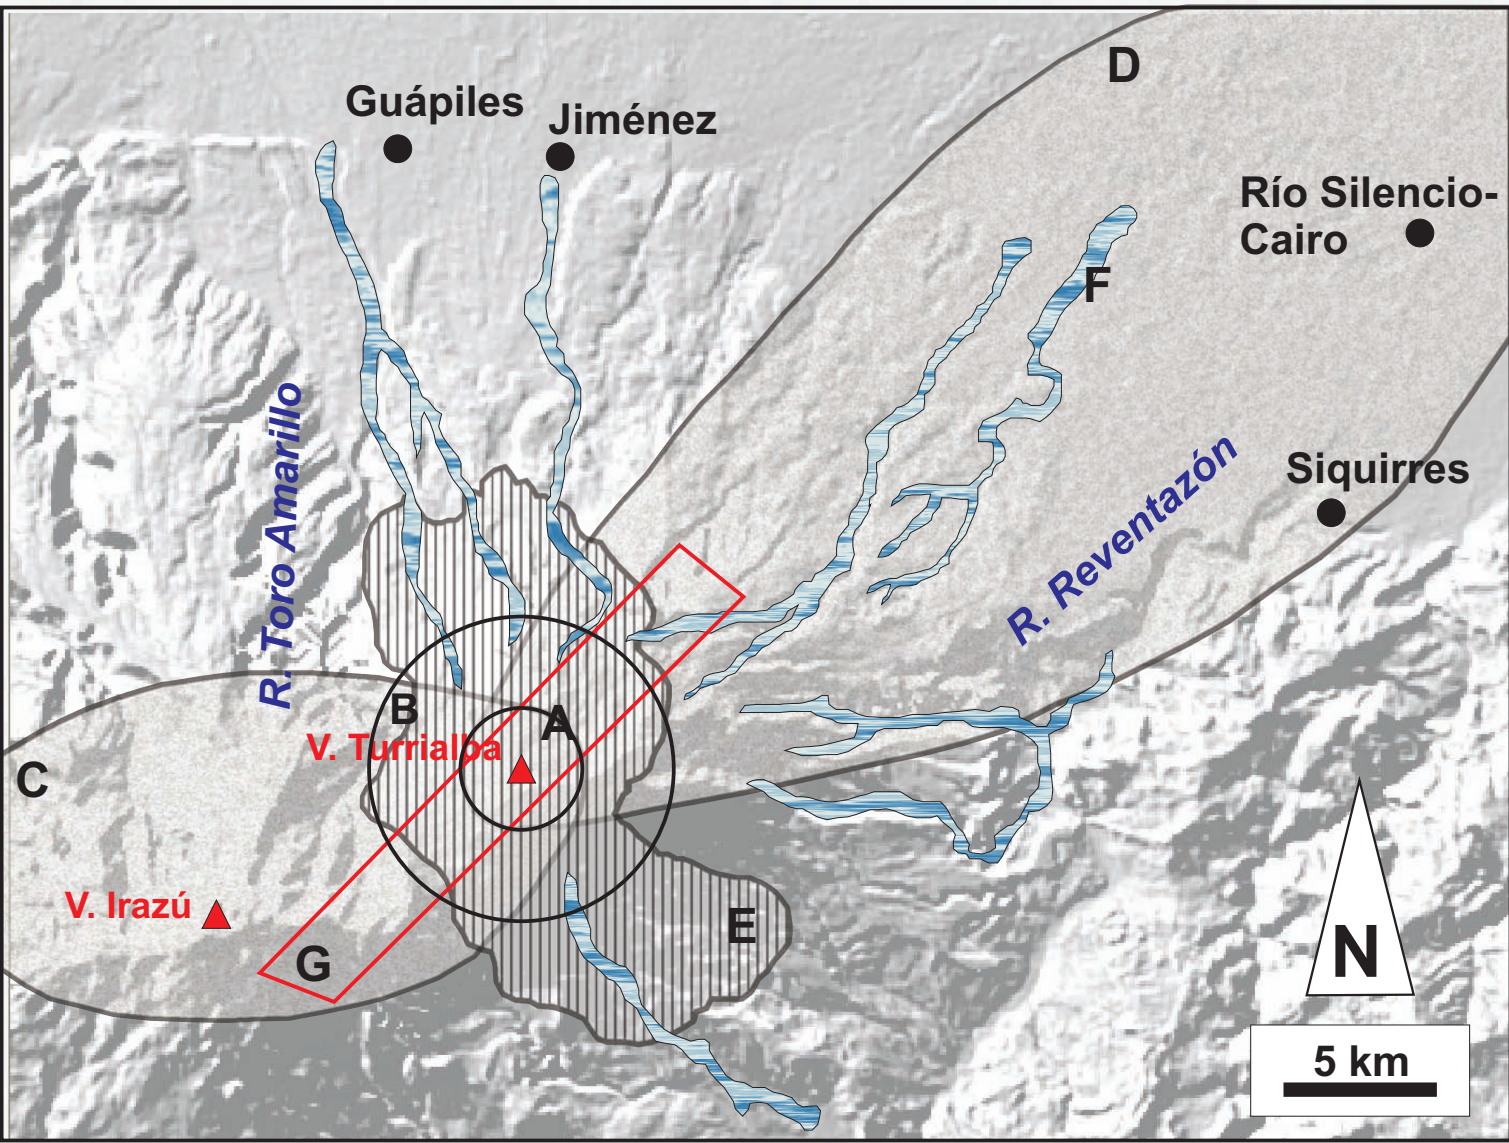 D
Guápiles
Jiménez
Río Silencio-
Cairo
F
R. Toro Amarillo
R. Reventazón
Siquirres
B
A
V. Turrialba
C
V. Irazú
E
G
N
5 km